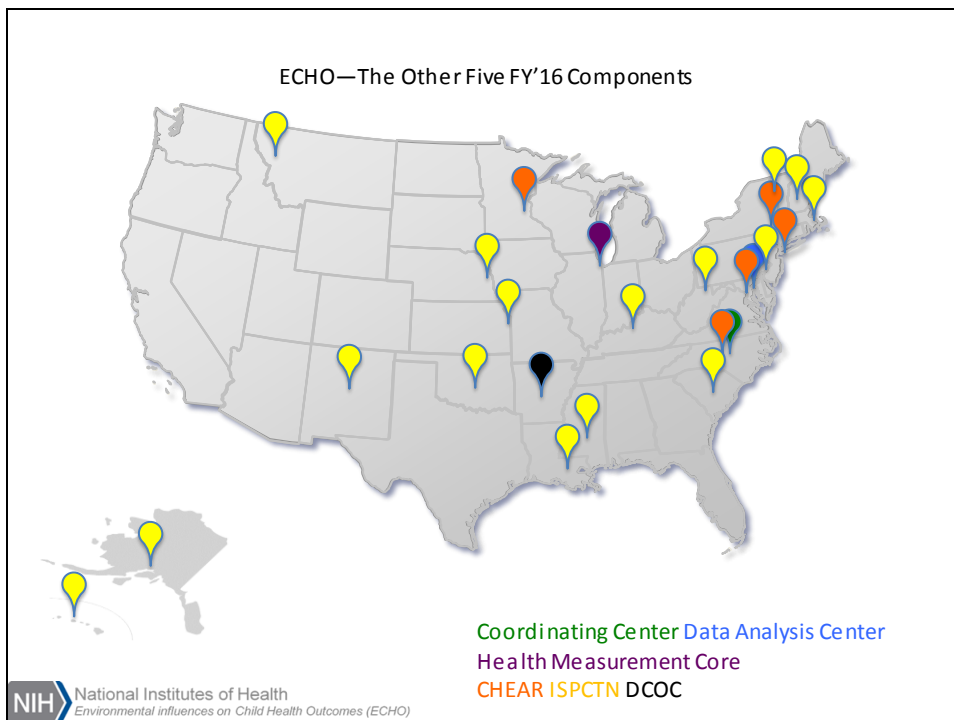 ECHO—The Other Five FY’16 Components
Coordinating Center Data Analysis Center
Health Measurement Core
CHEAR ISPCTN DCOC
NIH National Institutes of Health
Environmental influences on Child Health Outcomes (ECHO)